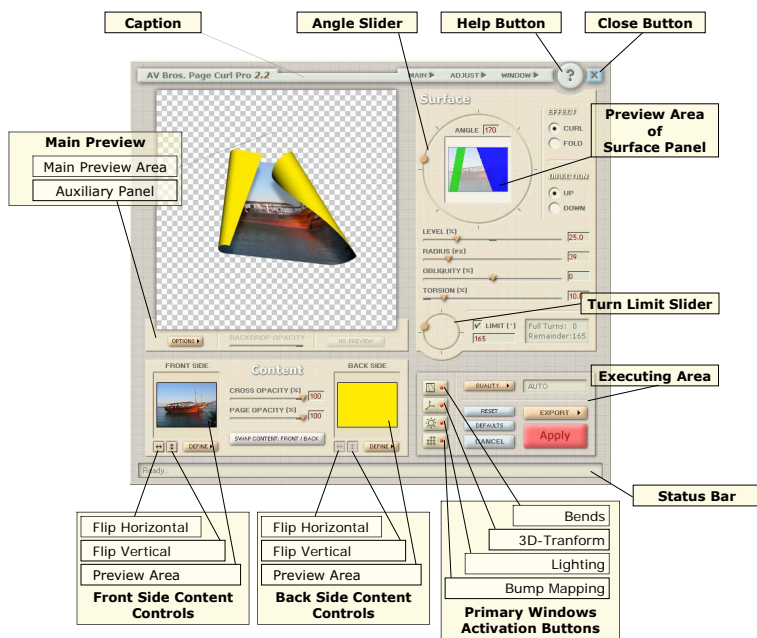 Caption
Angle Slider
Help Button
Close Button
AV Bros. Page Curl Pro 2.2
MAIN
ADJUST
WINDOW
?
X
Surface
ANGLE 170
EFFECT
CURL
FOLD
DIRECTION
UP
DOWN
Preview Area
of
Surface Panel
Main Preview
Main Preview Area
Auxiliary Panel
LEVEL (%)
25.0
RADIUS (PX)
39
OBLIQUITY (%)
0
TORSION (%)
10.0
Turn Limit Slider
LIMIT (°)
165
Full Turns: 0
Remainder:165
OPTIONS
BACKDROP OPACITY
HQ PREVIEW
FRONT SIDE
Content
BACK SIDE
CROSS OPACITY (%)
100
PAGE OPACITY (%)
100
SWAP CONTENT: FRONT / BACK
DEFINE
DEFINE
QUALITY
AUTO
Executing Area
RESET
EXPORT
DEFAULTS
CANCEL
Apply
Ready.
Status Bar
Flip Horizontal
Flip Vertical
Preview Area
Front Side Content
Controls
Flip Horizontal
Flip Vertical
Preview Area
Back Side Content
Controls
Bends
3D-Tranform
Lighting
Bump Mapping
Primary Windows
Activation Buttons